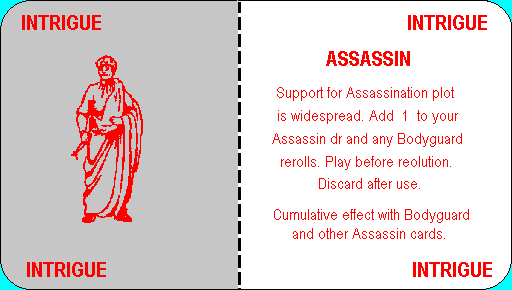 INTRIGUE
INTRIGUE
ASSASSIN
Support for Assassination plot
is widespread. Add 1 to your
Assassin dr and any Bodyguard
rerolls. Play before reolution.
Discard after use.
Cumulative effect with Bodyguard
and other Assassin cards.
INTRIGUE
INTRIGUE